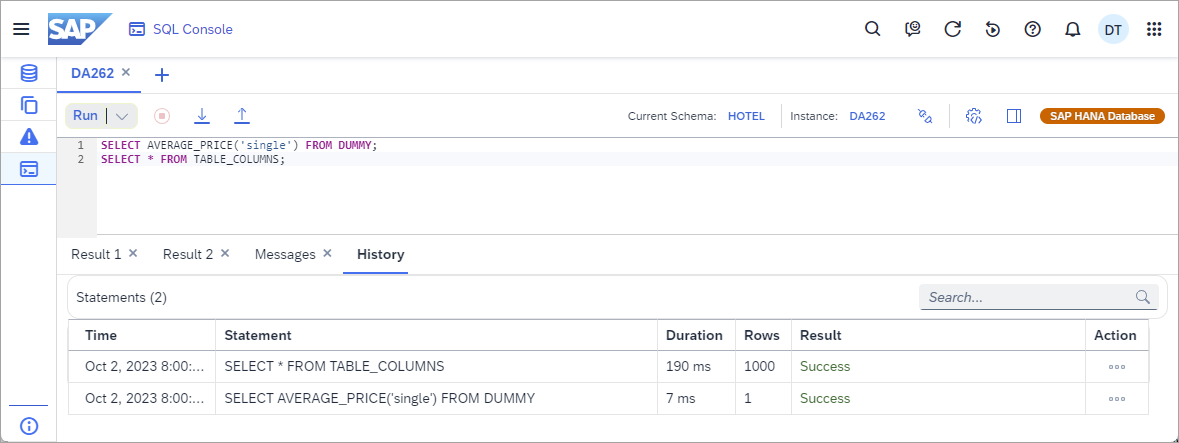 SAP SQL Console DT
DA262
Run Current Schema: HOTEL Instance: DA262 SAP HANA Database
1 SELECT AVERAGE_PRICE('single') FROM DUMMY;
2 SELECT * FROM TABLE_COLUMNS;
Result 1 Result 2 Messages History
Statements (2) Search...
Time Statement Duration Rows Result Action
Oct 2, 2023 8:00:... SELECT * FROM TABLE_COLUMNS 190 ms 1000 Success
Oct 2, 2023 8:00:... SELECT AVERAGE_PRICE('single') FROM DUMMY 7 ms 1 Success